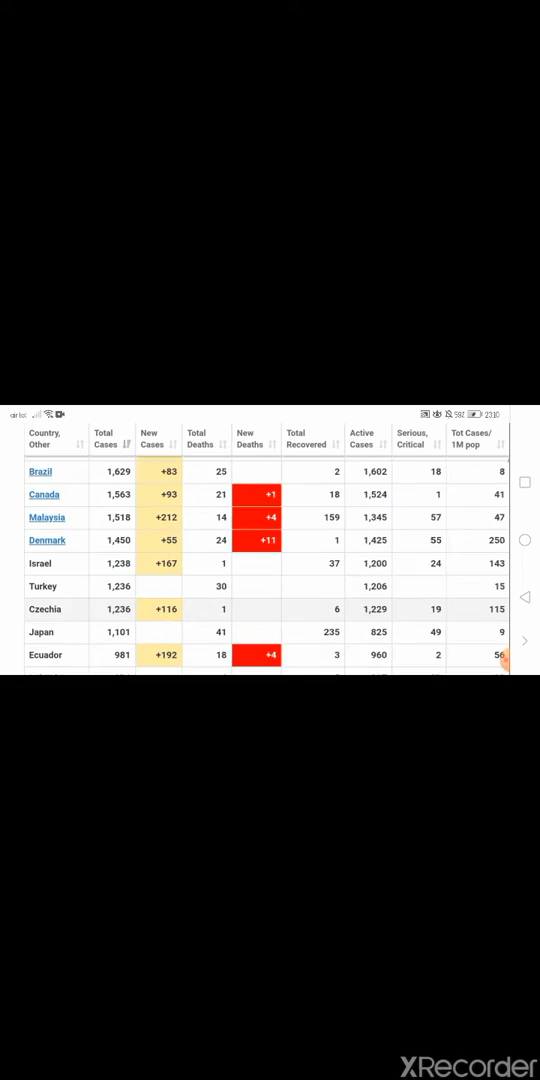 airtel 59% 23:10
Country, Other Total Cases New Cases Total Deaths New Deaths Total Recovered Active Cases Serious, Critical Tot Cases/ 1M pop
Brazil 1,629 +83 25 2 1,602 18 8
Canada 1,563 +93 21 +1 18 1,524 1 41
Malaysia 1,518 +212 14 +4 159 1,345 57 47
Denmark 1,450 +55 24 +11 1 1,425 55 250
Israel 1,238 +167 1 37 1,200 24 143
Turkey 1,236 30 1,206 15
Czechia 1,236 +116 1 6 1,229 19 115
Japan 1,101 41 235 825 49 9
Ecuador 981 +192 18 +4 3 960 2 56
XRecorder